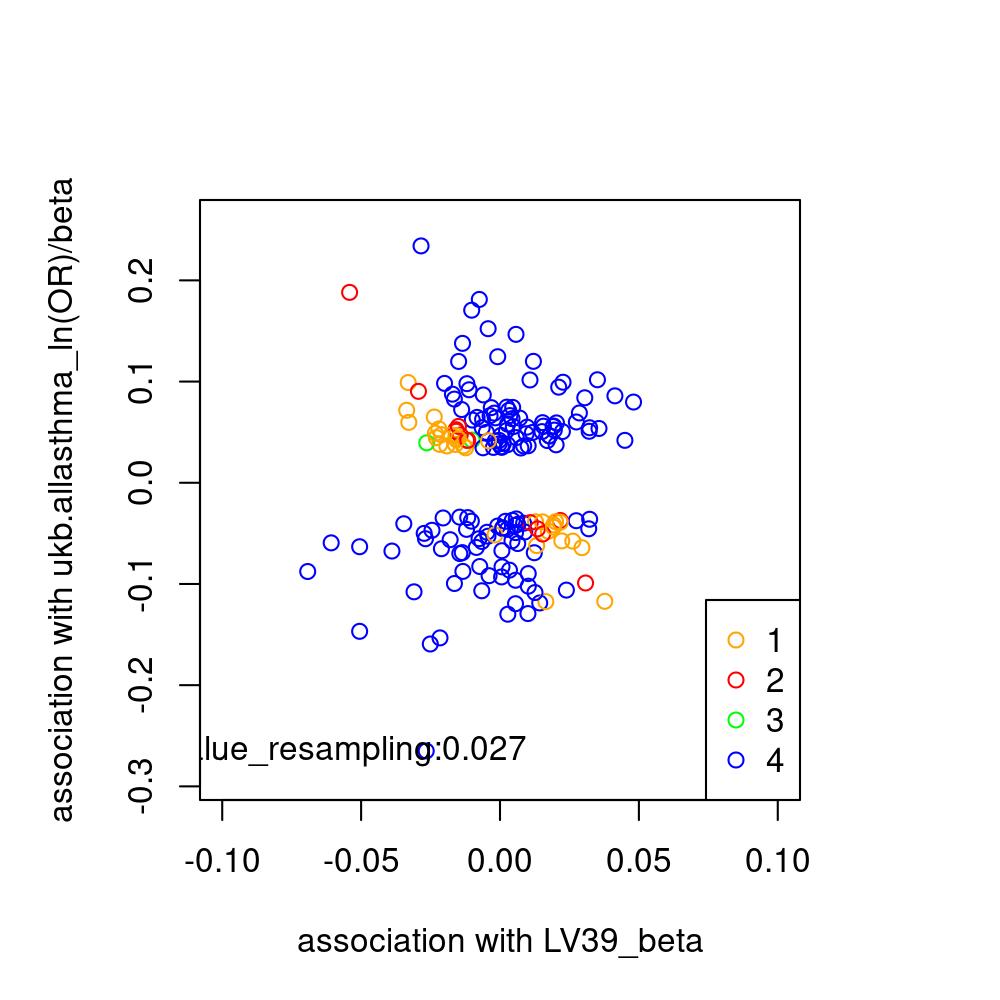 association with ukb.allasthma_ln(OR)/beta
0.2
0.1
0.0
-0.1
-0.2
-0.3
1
2
3
4
lue_resampling:0.027
-0.10 -0.05 0.00 0.05 0.10
association with LV39_beta